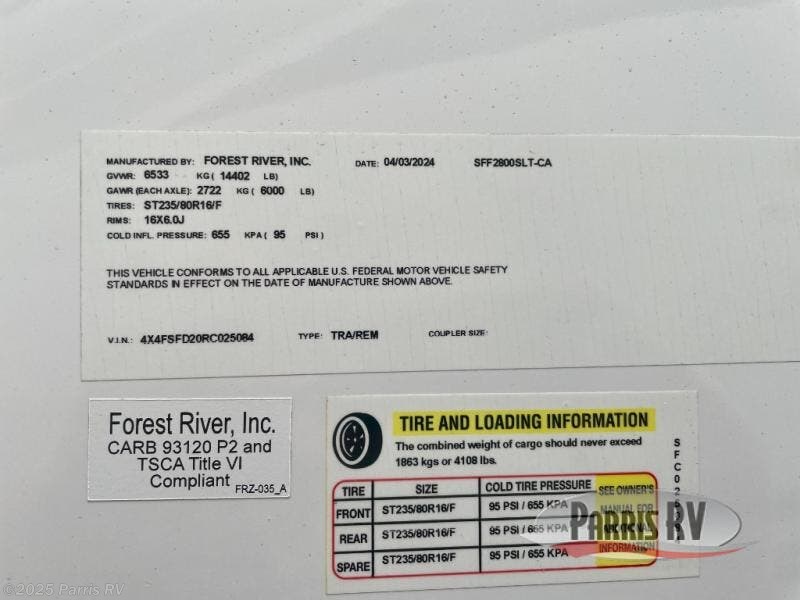 MANUFACTURED BY: FOREST RIVER, INC. DATE: 04/03/2024 SFF2800SLT-CA
GVWR: 6533 KG ( 14402 LB)
GAWR (EACH AXLE): 2722 KG ( 6000 LB)
TIRES: ST235/80R16/F
RIMS: 16X6.0J
COLD INFL. PRESSURE: 655 KPA ( 95 PSI )
THIS VEHICLE CONFORMS TO ALL APPLICABLE U.S. FEDERAL MOTOR VEHICLE SAFETY
STANDARDS IN EFFECT ON THE DATE OF MANUFACTURE SHOWN ABOVE.
V.I.N.: 4X4FSFD20RC025084 TYPE: TRA/REM COUPLER SIZE:
Forest River, Inc.
CARB 93120 P2 and
TSCA Title VI
Compliant
FRZ-035_A
TIRE AND LOADING INFORMATION
The combined weight of cargo should never exceed
1863 kgs or 4108 lbs.
TIRE SIZE COLD TIRE PRESSURE SEE OWNER'S
FRONT ST235/80R16/F 95 PSI / 655 KPA MANUAL FOR
REAR ST235/80R16/F 95 PSI / 655 KPA
SPARE ST235/80R16/F 95 PSI / 655 KPA INFORMATION
PARRIS RV
©2025 Parris RV